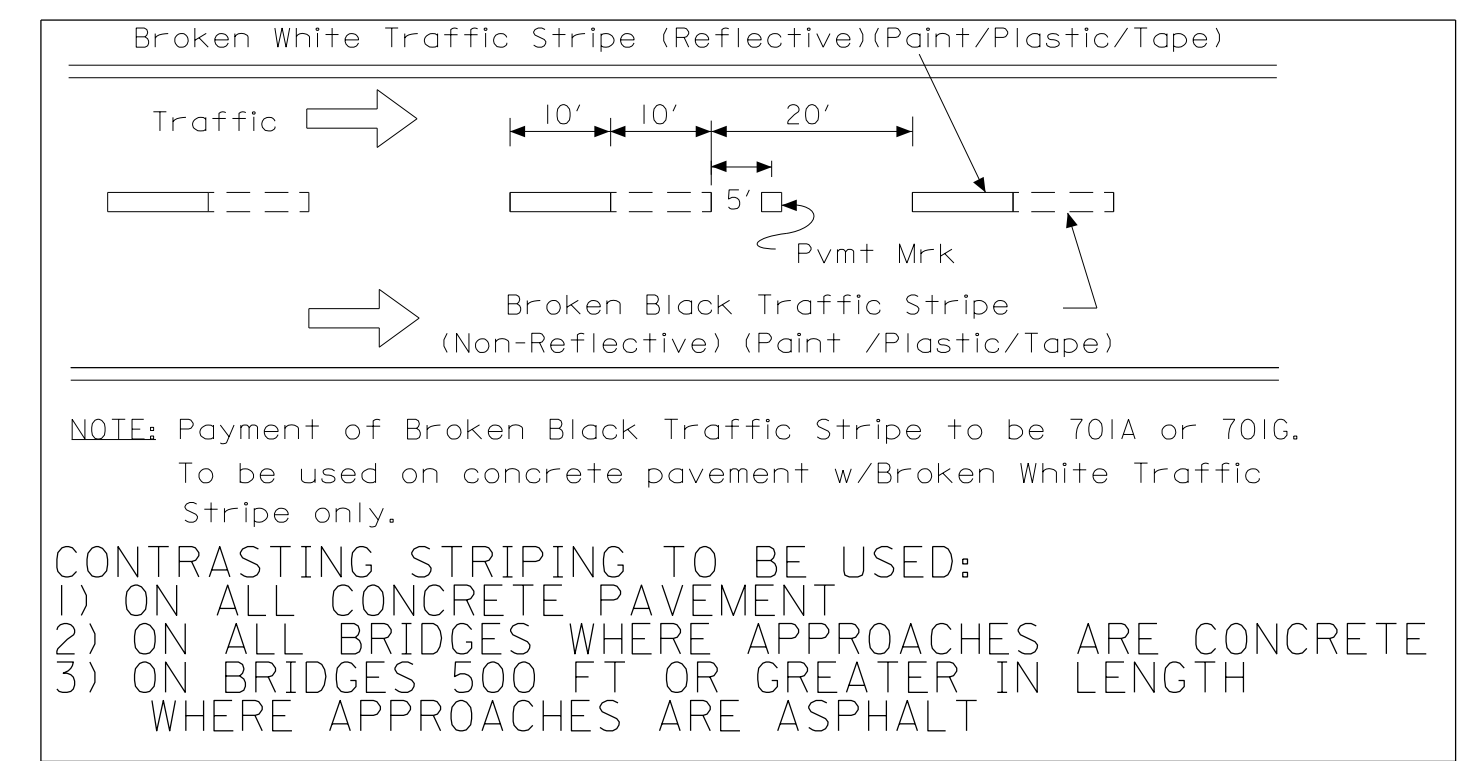 Broken White Traffic Stripe (Reflective)(Paint/Plastic/Tape)
Traffic
10' 10' 20'
5'
Pvmt Mrk
Broken Black Traffic Stripe
(Non-Reflective) (Paint /Plastic/Tape)
NOTE: Payment of Broken Black Traffic Stripe to be 701A or 701G.
To be used on concrete pavement w/Broken White Traffic
Stripe only.
CONTRASTING STRIPING TO BE USED:
1) ON ALL CONCRETE PAVEMENT
2) ON ALL BRIDGES WHERE APPROACHES ARE CONCRETE
3) ON BRIDGES 500 FT OR GREATER IN LENGTH
WHERE APPROACHES ARE ASPHALT